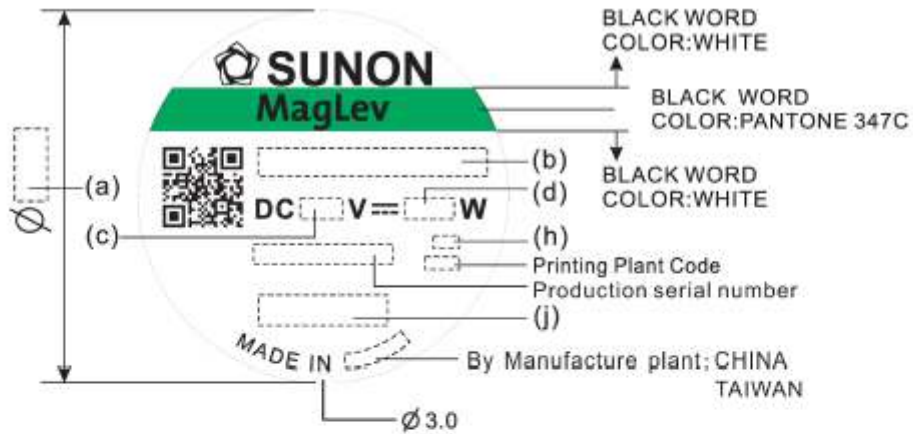 BLACK WORD
COLOR:WHITE
SUNON
MagLev
BLACK WORD
COLOR:PANTONE 347C
(b)
BLACK WORD
COLOR:WHITE
(a)
(d)
DC V W
Ø
(c)
(h)
Printing Plant Code
Production serial number
(j)
MADE IN
By Manufacture plant; CHINA
TAIWAN
Ø3.0